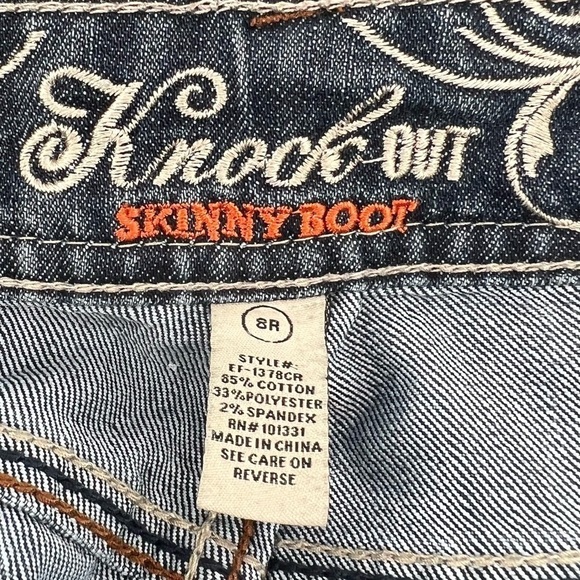 Knock OUT
SKINNY BOOT
8R
STYLE#:
EF-1378CR
65% COTTON
33% POLYESTER
2% SPANDEX
RN# 101331
MADE IN CHINA
SEE CARE ON
REVERSE